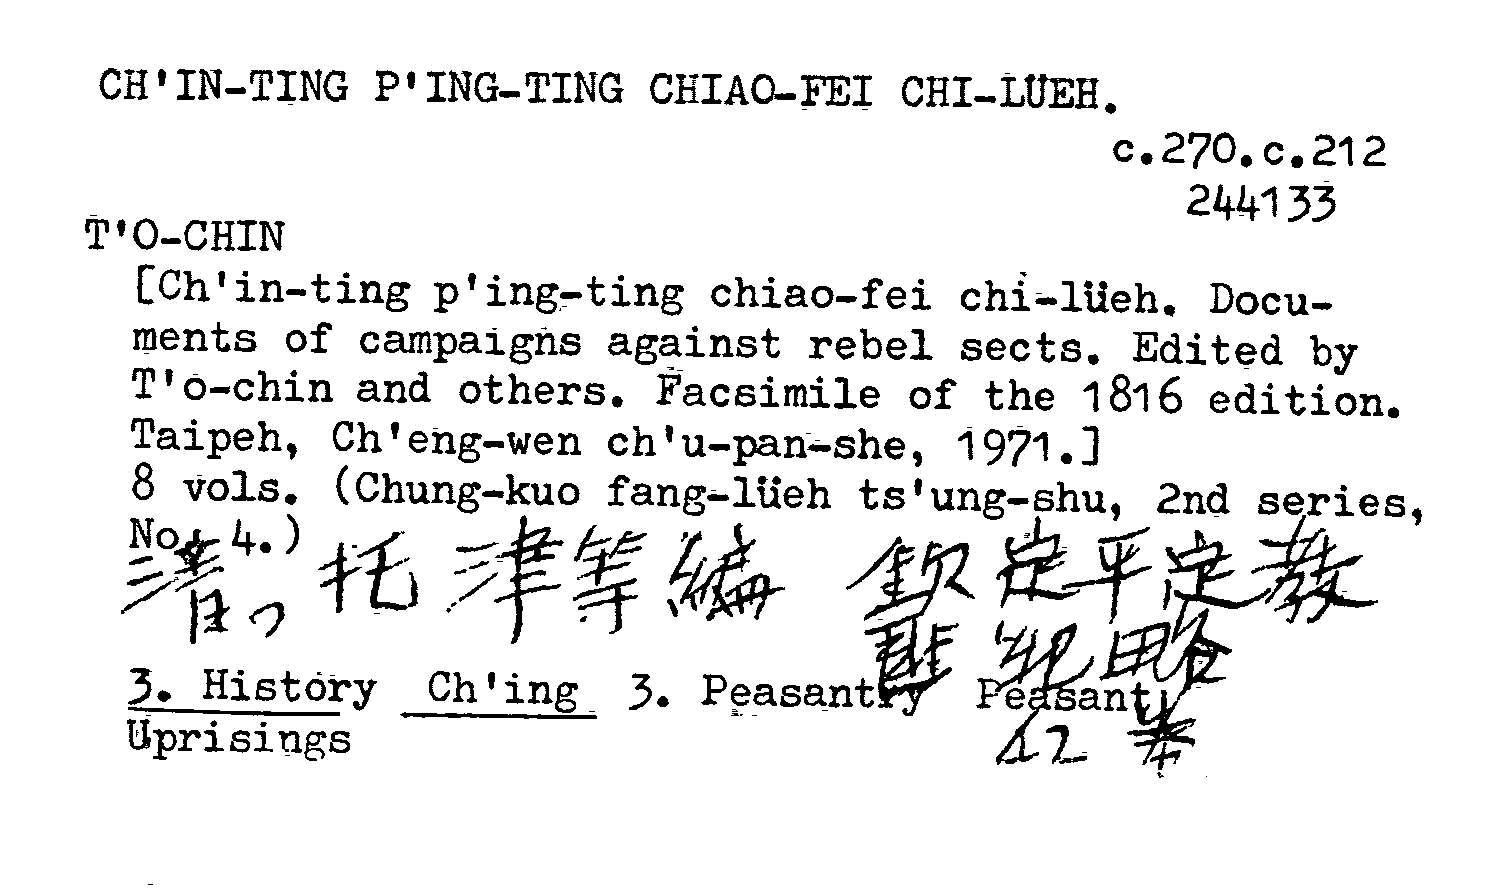 CH'IN-TING P'ING-TING CHIAO-FEI CHI-LÜEH.
c.270.c.212
244133
T'O-CHIN
[Ch'in-ting p'ing-ting chiao-fei chi-lüeh. Docu-
ments of campaigns against rebel sects. Edited by
T'o-chin and others. Facsimile of the 1816 edition.
Taipeh, Ch'eng-wen ch'u-pan-she, 1971.]
8 vols. (Chung-kuo fang-lüeh ts'ung-shu, 2nd series,
No. 4.)
清 托津等編 欽定平定教
匪紀略
3. History Ch'ing 3. Peasantry Peasant
Uprisings
42